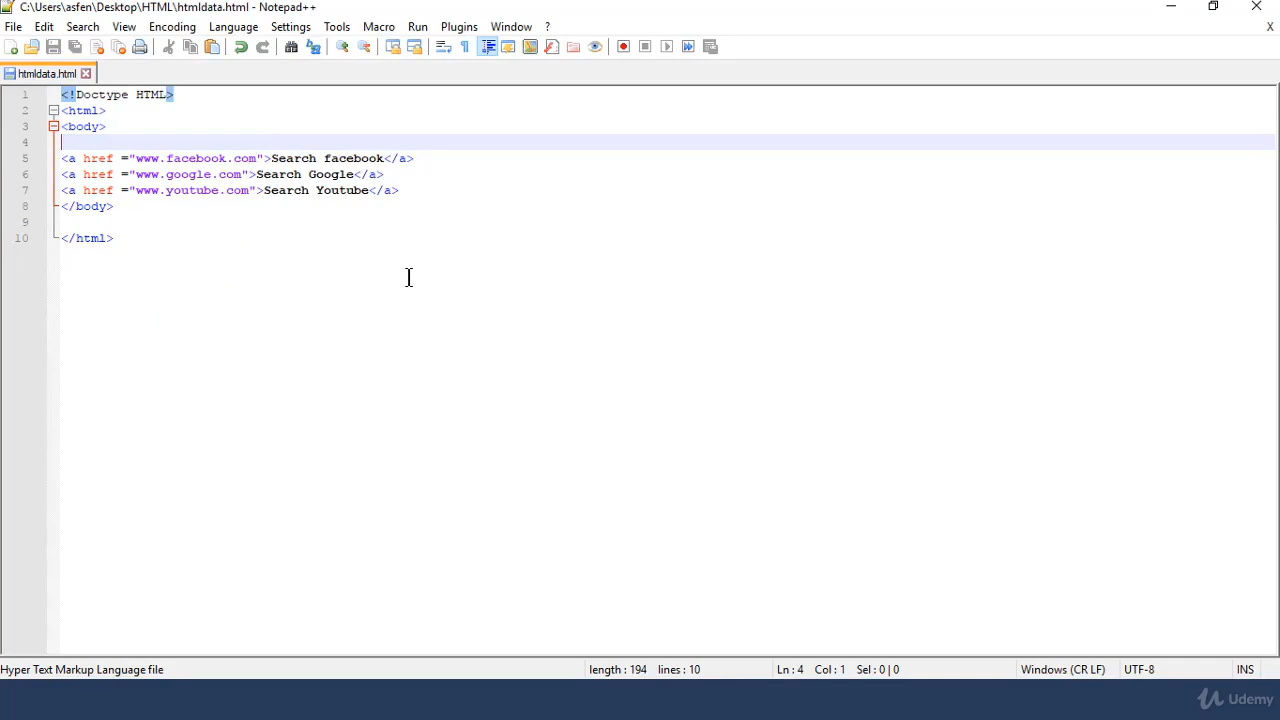 C:\Users\asfen\Desktop\HTML\htmldata.html - Notepad++
File Edit Search View Encoding Language Settings Tools Macro Run Plugins Window ?
X
htmldata.html
1 <!Doctype HTML>
2 <html>
3 <body>
4
5 <a href ="www.facebook.com">Search facebook</a>
6 <a href ="www.google.com">Search Google</a>
7 <a href ="www.youtube.com">Search Youtube</a>
8 </body>
9
10 </html>
Hyper Text Markup Language file length : 194 lines : 10 Ln : 4 Col : 1 Sel : 0 | 0 Windows (CR LF) UTF-8 INS
Udemy